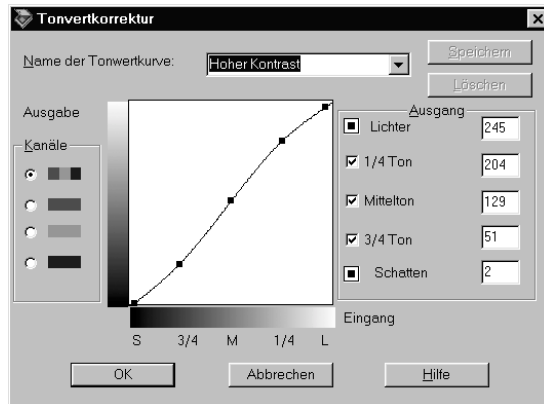 Tonvertkorrektur
Name der Tonwertkurve:
Hoher Kontrast
Speichern
Löschen
Ausgabe
Kanäle
Ausgang
Lichter 245
1/4 Ton 204
Mittelton 129
3/4 Ton 51
Schatten 2
Eingang
S 3/4 M 1/4 L
OK
Abbrechen
Hilfe